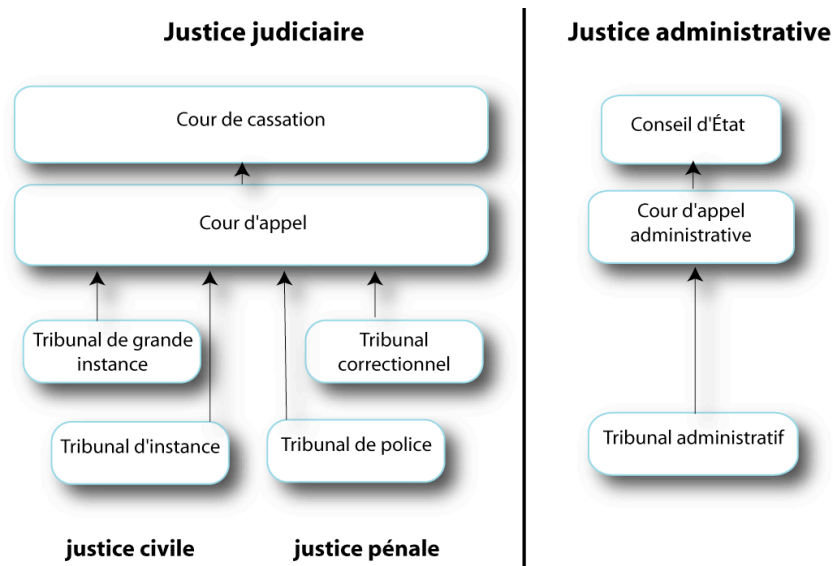 Justice judiciaire
Justice administrative
Cour de cassation
Conseil d'État
Cour d'appel
Cour d'appel
administrative
Tribunal de grande
instance
Tribunal
correctionnel
Tribunal d'instance
Tribunal de police
Tribunal administratif
justice civile
justice pénale